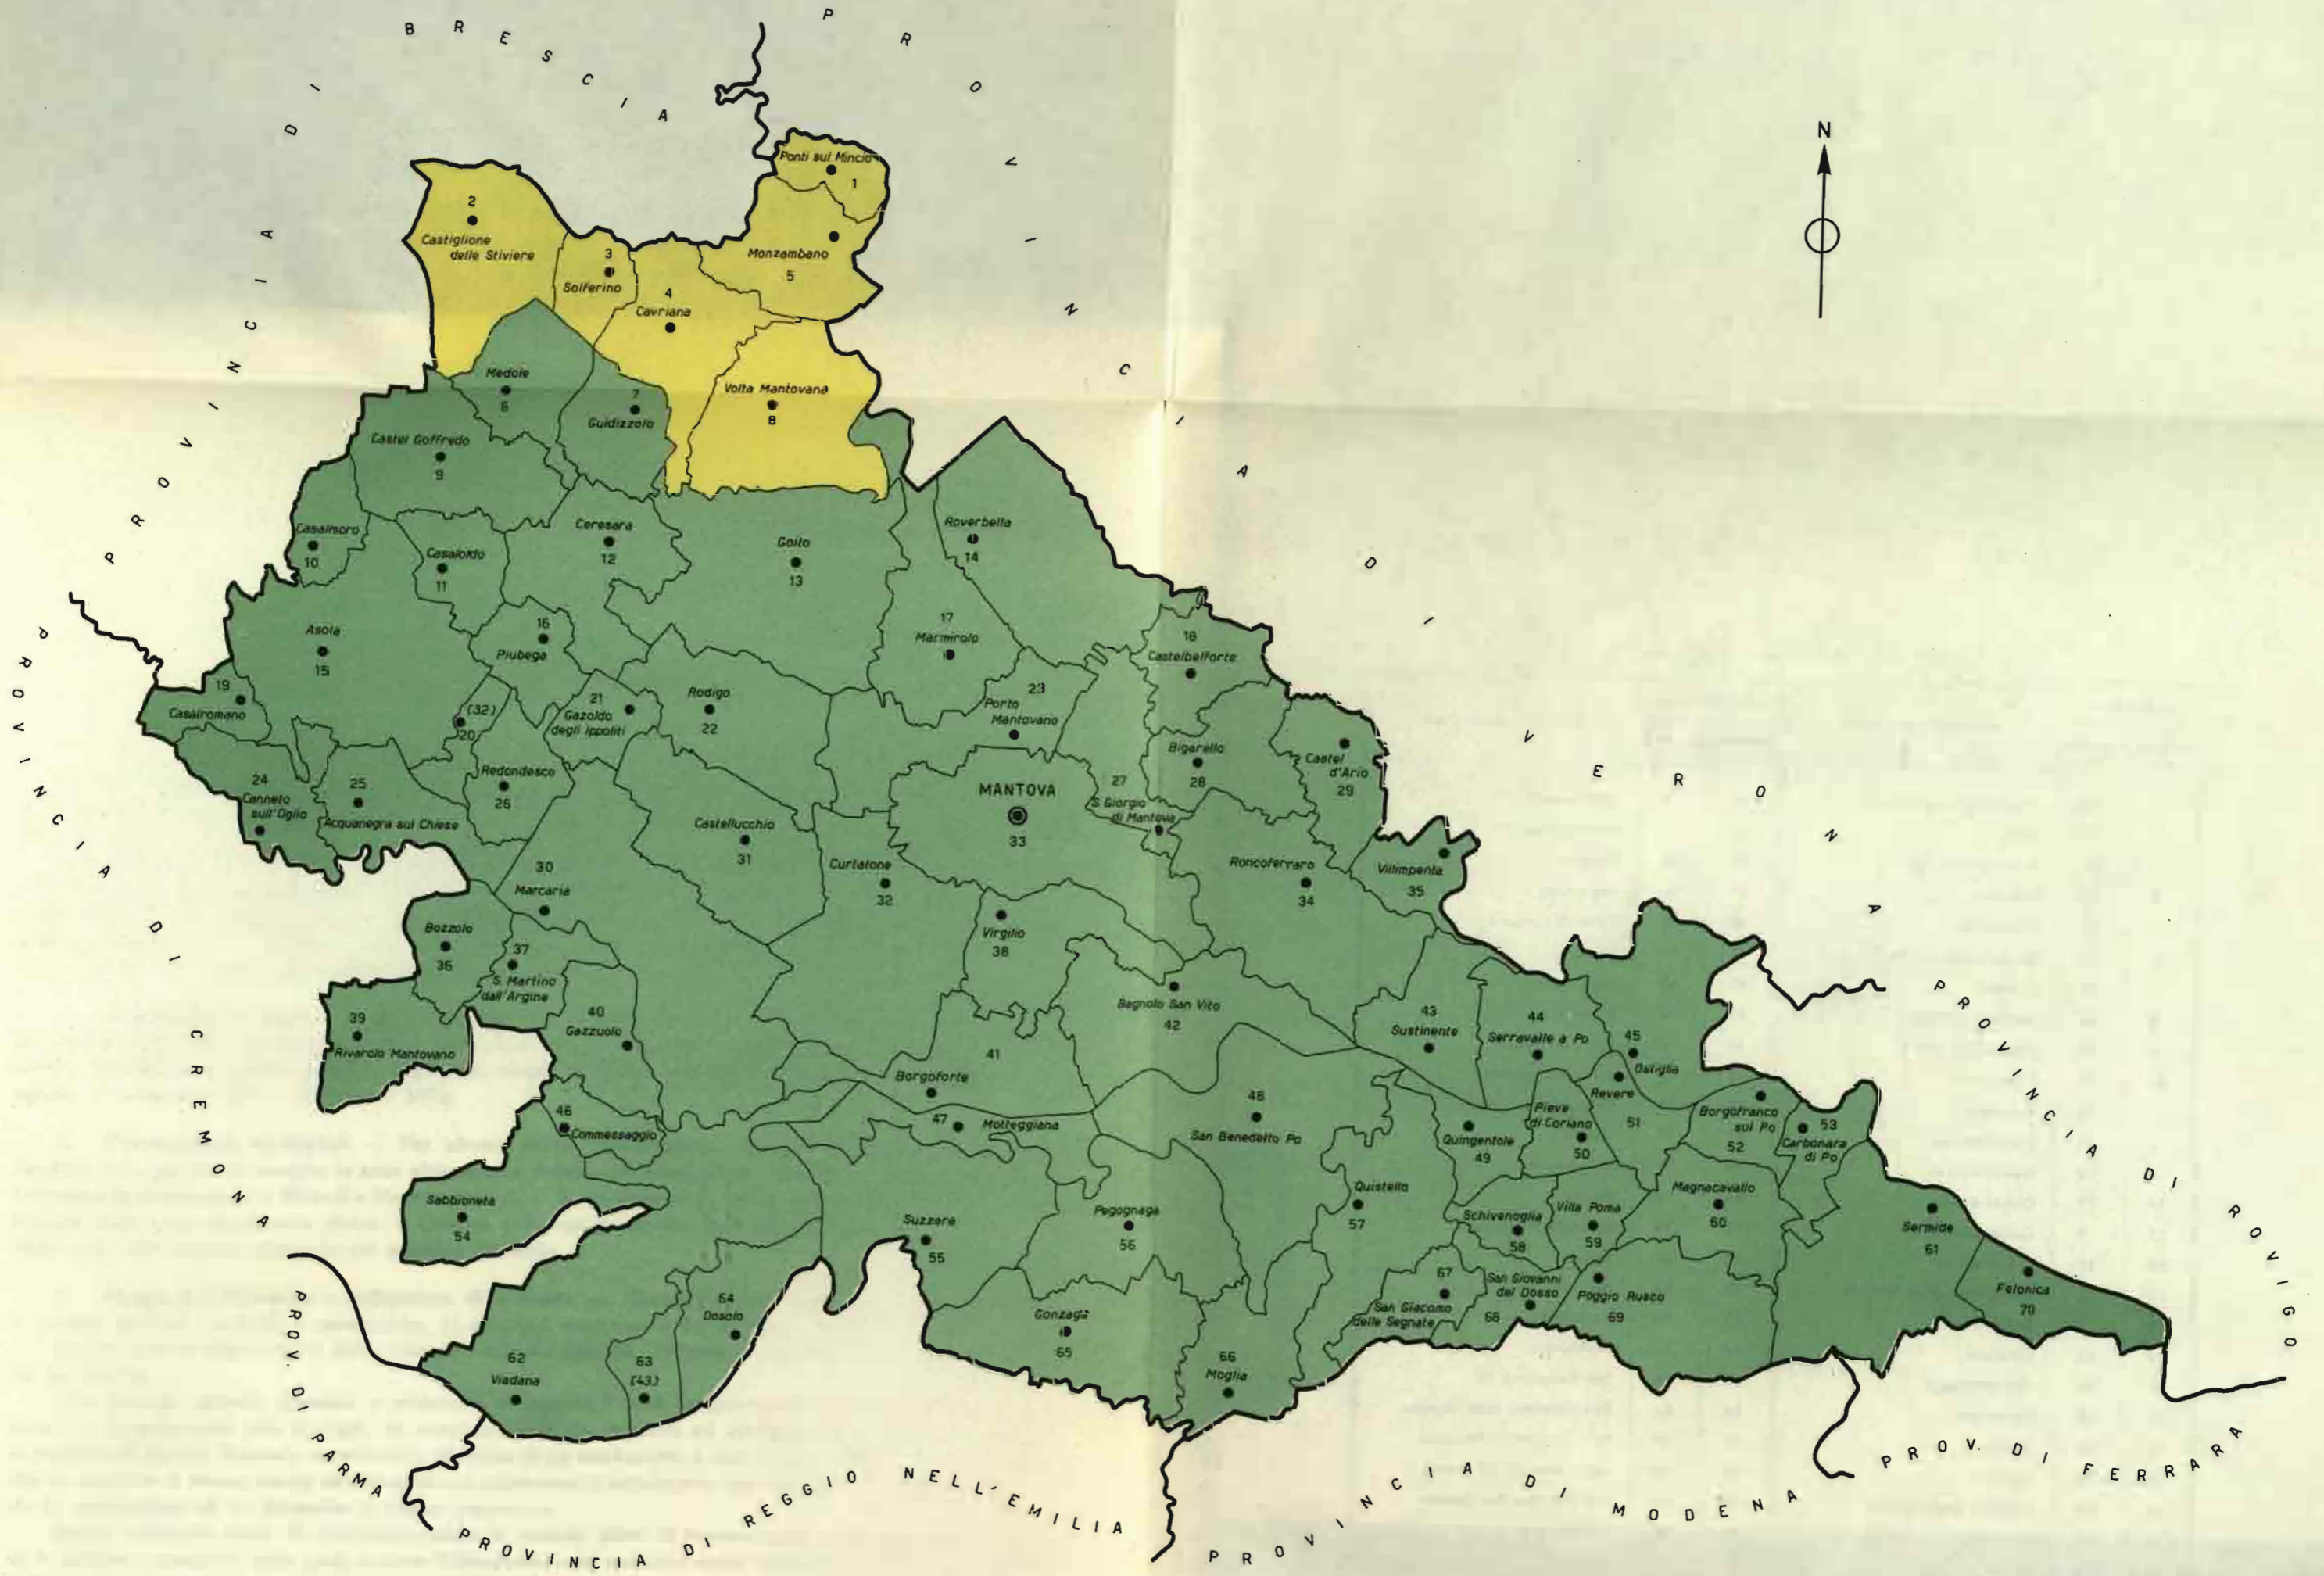 PROVINCIA DI BRESCIA
PROVINCIA DI VERONA
N
Ponti sul Mincio
1
2
Castiglione
delle Stiviere
3
Solferino
4
Cavriana
Monzambano
5
Medole
6
7
Guidizzolo
Volta Mantovana
8
Castel Goffredo
9
Casalmoro
10
Casaloldo
11
Ceresara
12
Goito
13
Roverbella
14
Asola
15
16
Piubega
17
Marmirolo
18
Castelbelforte
19
Casalromano
(32)
20
21
Gazoldo
degli Ippoliti
Rodigo
22
23
Porto
Mantovano
24
Canneto
sull'Oglio
25
Acquanegra sul Chiese
Redondesco
26
27
S. Giorgio
di Mantova
Bigarello
28
Castel
d'Ario
29
30
Marcaria
Castellucchio
31
Curtatone
32
MANTOVA
33
Roncoferraro
34
Villimpenta
35
Bozzolo
36
37
S. Martino
dall'Argine
Virgilio
38
39
Rivarolo Mantovano
40
Gazzuolo
41
Borgoforte
Bagnolo San Vito
42
43
Sustinente
44
Serravalle a Po
45
Ostiglia
46
Commessaggio
47
Motteggiana
48
San Benedetto Po
Quingentole
49
Pieve
di Coriano
50
Revere
51
Borgofranco
sul Po
52
53
Carbonara
di Po
Sabbioneta
54
Suzzara
55
Pegognaga
56
Quistello
57
Schivenoglia
58
Villa Poma
59
Magnacavallo
60
Sermide
61
62
Viadana
63
(43)
64
Dosolo
Gonzaga
65
66
Moglia
67
San Giacomo
delle Segnate
San Giovanni
del Dosso
68
Poggio Rusco
69
Felonica
70
PROVINCIA DI CREMONA
PROV. DI PARMA
PROVINCIA DI REGGIO NELL'EMILIA
PROVINCIA DI MODENA
PROV. DI FERRARA
PROVINCIA DI ROVIGO